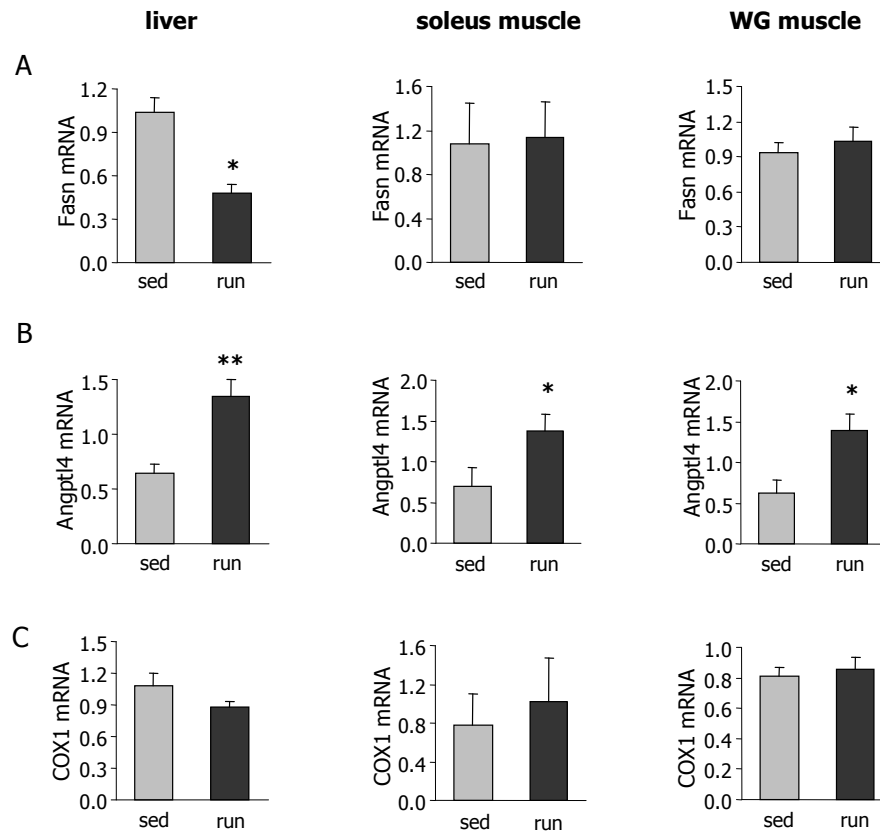 liver soleus muscle WG muscle
A
Fasn mRNA
1.2
0.9
0.6
0.3
0.0
*
sed run
Fasn mRNA
1.6
1.2
0.8
0.4
0.0
sed run
Fasn mRNA
1.5
1.2
0.9
0.6
0.3
0.0
sed run
B
Angptl4 mRNA
1.5
1.0
0.5
0.0
**
sed run
Angptl4 mRNA
2.0
1.5
1.0
0.5
0.0
*
sed run
Angptl4 mRNA
2.0
1.5
1.0
0.5
0.0
*
sed run
C
COX1 mRNA
1.5
1.2
0.9
0.6
0.3
0.0
sed run
COX1 mRNA
1.6
1.2
0.8
0.4
0.0
sed run
COX1 mRNA
1.0
0.8
0.6
0.4
0.2
0.0
sed run